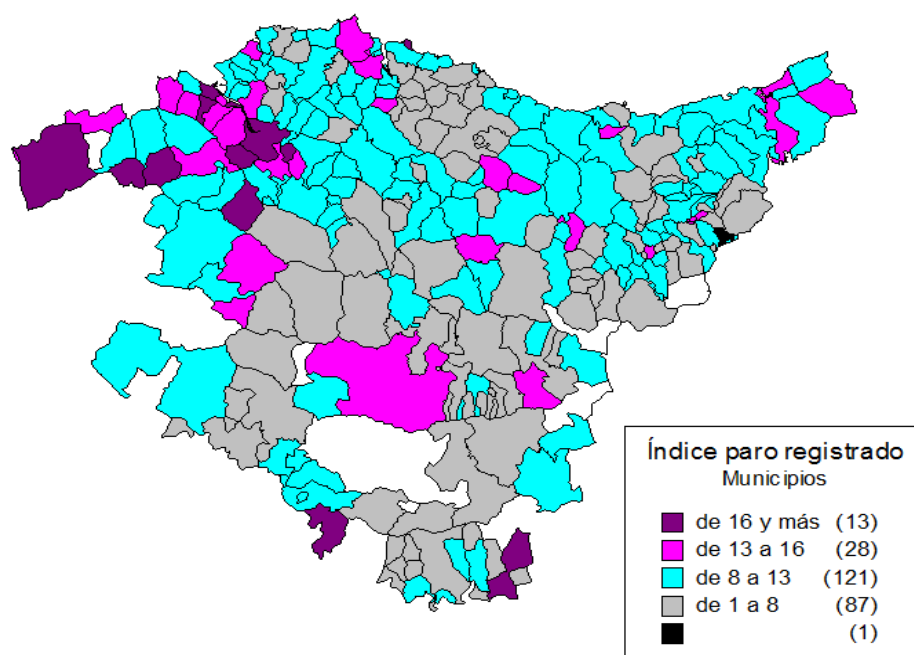 Índice paro registrado
Municipios
de 16 y más (13)
de 13 a 16 (28)
de 8 a 13 (121)
de 1 a 8 (87)
(1)